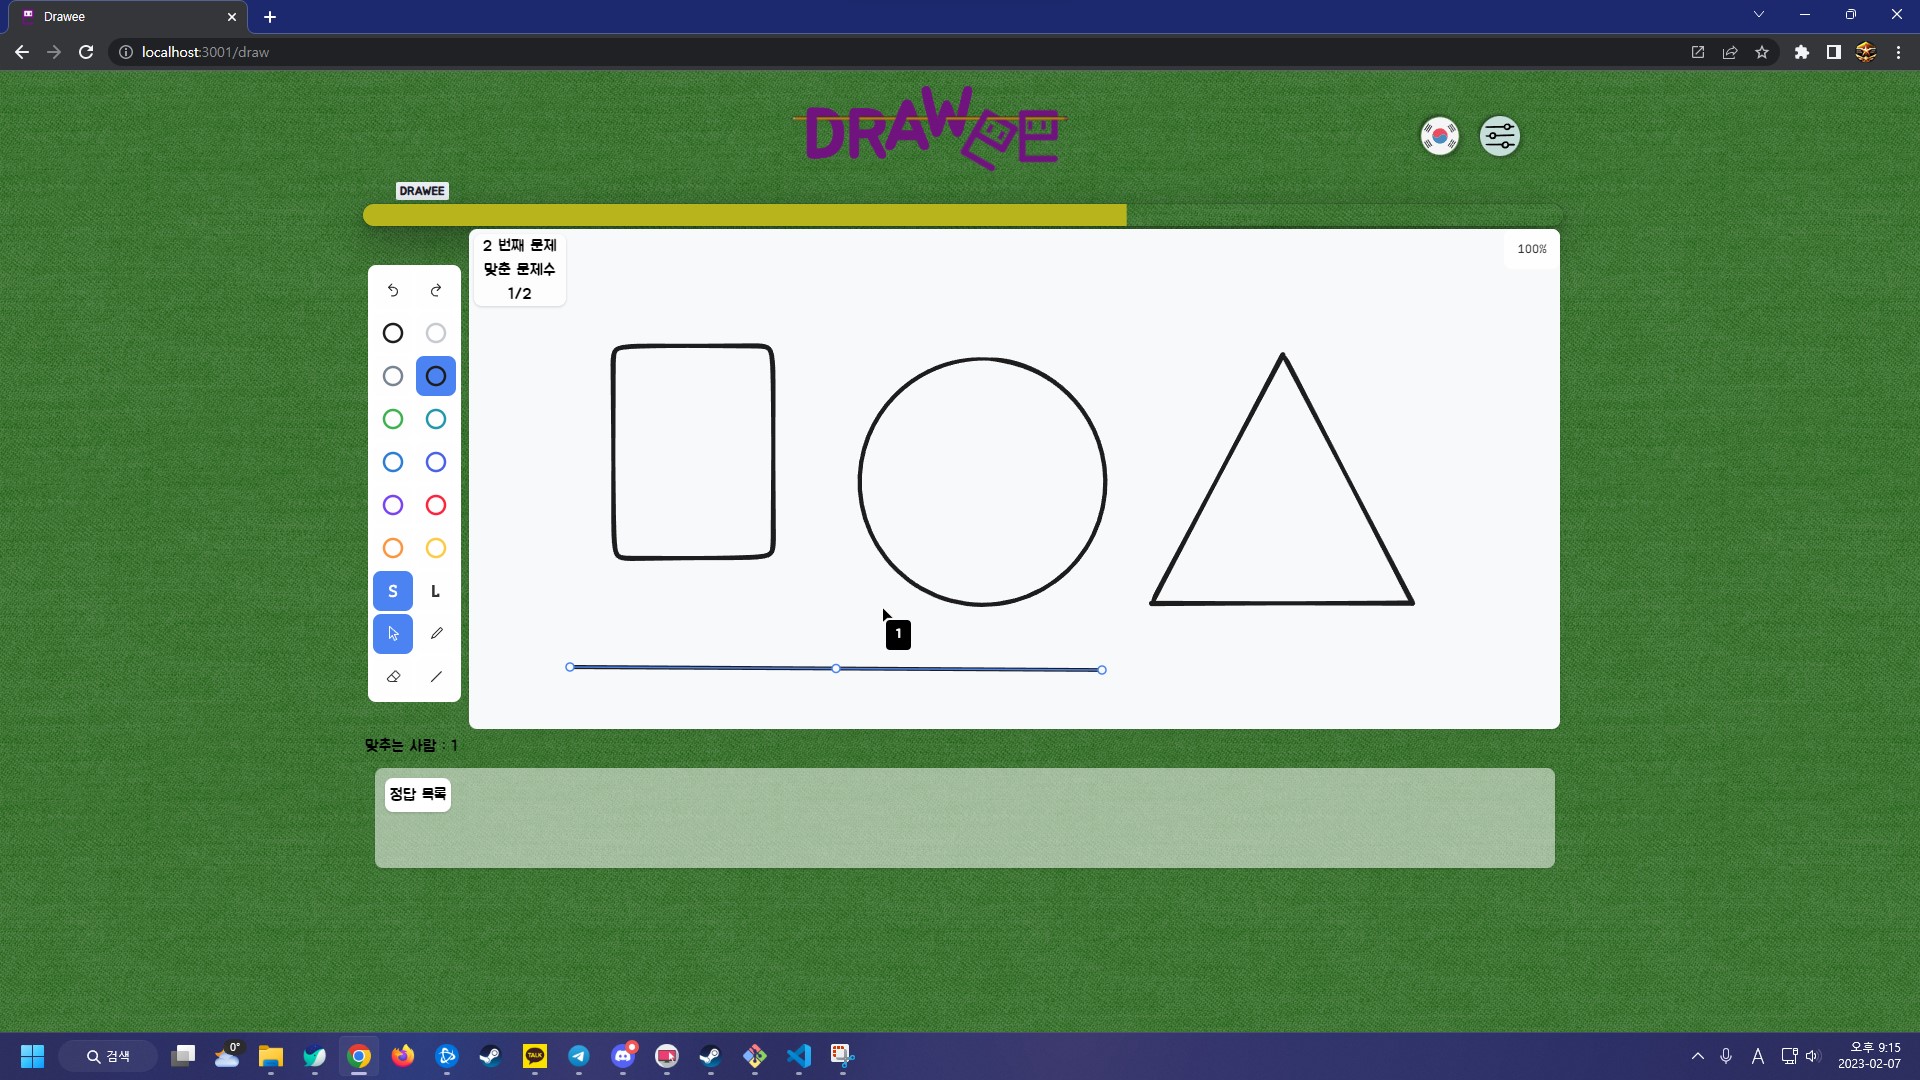 Drawee
localhost:3001/draw
DRAWEE
DRAWEE
2 번째 문제
맞춘 문제수
1/2
100%
S
L
1
맞추는 사람 : 1
정답 목록
0°
검색
TALK
A
오후 9:15
2023-02-07